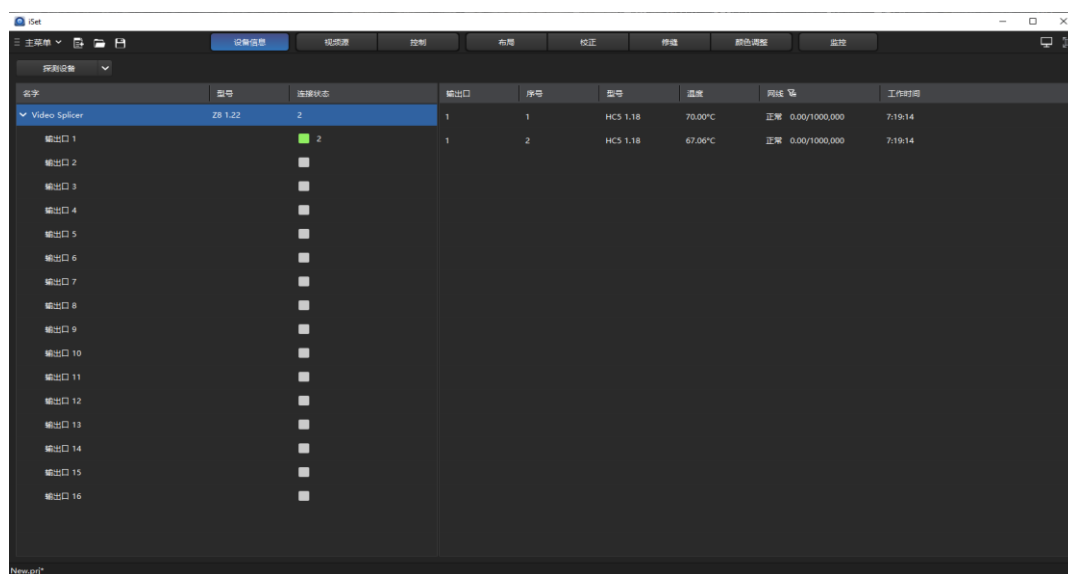 iSet
主菜单
设备信息 视频源 控制 布局 校正 修缝 颜色调整 监控
探测设备
名字 型号 连接状态 输出口 序号 型号 温度 网线 工作时间
Video Splicer Z8 1.22 2 1 1 HC5 1.18 70.00°C 正常 0.00/1000,000 7:19:14
输出口 1 2 1 2 HC5 1.18 67.06°C 正常 0.00/1000,000 7:19:14
输出口 2
输出口 3
输出口 4
输出口 5
输出口 6
输出口 7
输出口 8
输出口 9
输出口 10
输出口 11
输出口 12
输出口 13
输出口 14
输出口 15
输出口 16
New.prj*